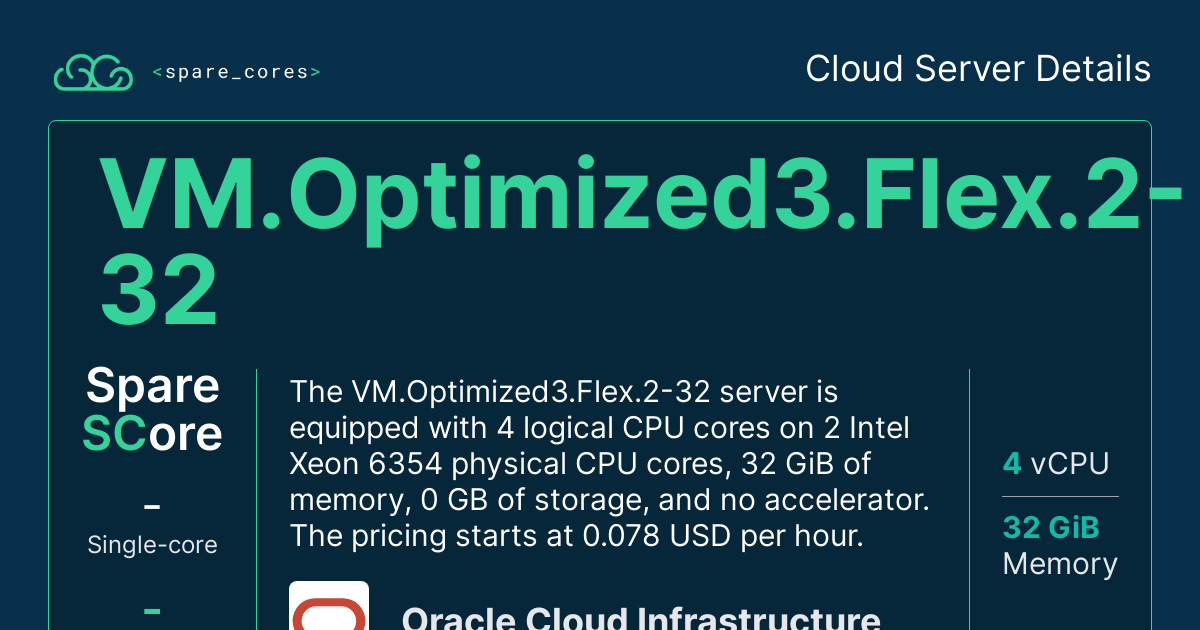 <spare_cores>
Cloud Server Details
VM.Optimized3.Flex.2-
32
Spare
SCore
–
Single-core
–
The VM.Optimized3.Flex.2-32 server is
equipped with 4 logical CPU cores on 2 Intel
Xeon 6354 physical CPU cores, 32 GiB of
memory, 0 GB of storage, and no accelerator.
The pricing starts at 0.078 USD per hour.
Oracle Cloud Infrastructure
4 vCPU
32 GiB
Memory